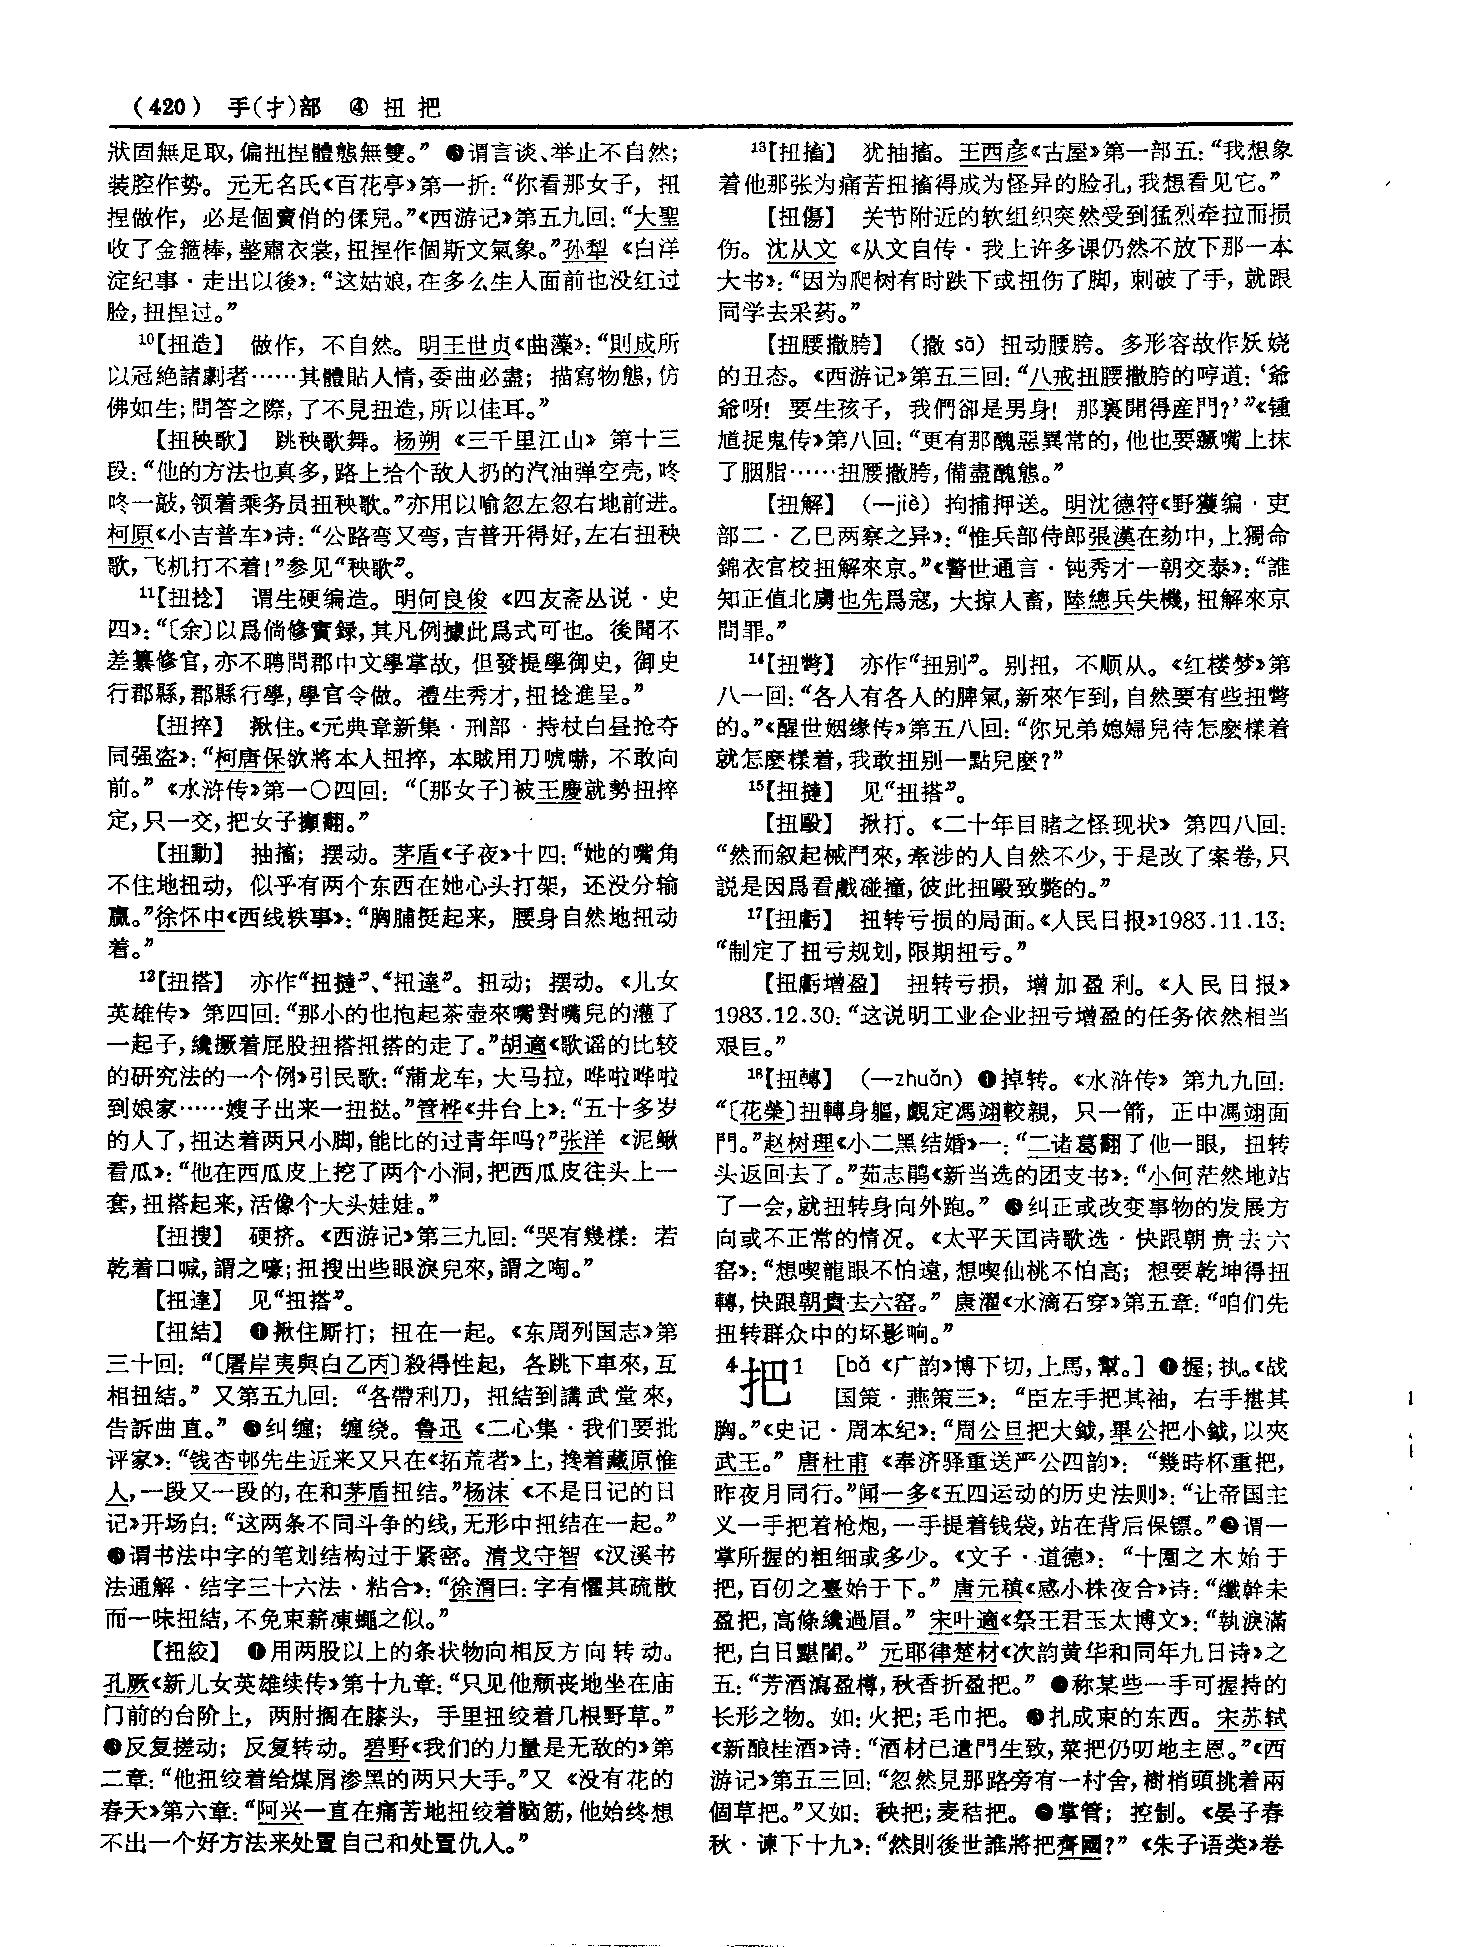 （420） 手(扌)部 ④ 扭 把
狀固無足取，偏扭捏體態無雙。” ❸谓言谈、举止不自然；
装腔作势。元无名氏《百花亭》第一折：“你看那女子，扭
捏做作，必是個賣俏的傒兒。”《西游记》第五九回：“大聖
收了金箍棒，整肅衣裳，扭捏作個斯文氣象。”孙犁《白洋
淀纪事·走出以後》：“这姑娘，在多么生人面前也没红过
脸，扭捏过。”
¹⁰【扭造】 做作，不自然。明王世贞《曲藻》：“則成所
以冠絶諸劇者……其體貼人情，委曲必盡；描寫物態，仿
佛如生；問答之際，了不見扭造，所以佳耳。”
【扭秧歌】 跳秧歌舞。杨朔《三千里江山》第十三
段：“他的方法也真多，路上拾个敌人扔的汽油弹空壳，咚
咚一敲，领着乘务员扭秧歌。”亦用以喻忽左忽右地前进。
柯原《小吉普车》诗：“公路弯又弯，吉普开得好，左右扭秧
歌，飞机打不着！”参见“秧歌”。
¹¹【扭捻】 谓生硬编造。明何良俊《四友斋丛说·史
四》：“〔余〕以爲倘修實録，其凡例據此爲式可也。後聞不
差纂修官，亦不聘問郡中文學掌故，但發提學御史，御史
行郡縣，郡縣行學，學官令做。禮生秀才，扭捻進呈。”
【扭捽】 揪住。《元典章新集·刑部·持杖白昼抢夺
同强盗》：“柯唐保欲將本人扭捽，本賊用刀唬嚇，不敢向
前。”《水浒传》第一〇四回：“〔那女子〕被王慶就勢扭捽
定，只一交，把女子攧翻。”
【扭動】 抽搐；摆动。茅盾《子夜》十四：“她的嘴角
不住地扭动，似乎有两个东西在她心头打架，还没分输
赢。”徐怀中《西线轶事》：“胸脯挺起来，腰身自然地扭动
着。”
¹²【扭搭】 亦作“扭撻”、“扭達”。扭动；摆动。《儿女
英雄传》第四回：“那小的也抱起茶壺來嘴對嘴兒的灌了
一起子，纔撅着屁股扭搭扭搭的走了。”胡適《歌谣的比较
的研究法的一个例》引民歌：“蒲龙车，大马拉，哗啦哗啦
到娘家……嫂子出来一扭挞。”管桦《井台上》：“五十多岁
的人了，扭达着两只小脚，能比的过青年吗？”张洋《泥鳅
看瓜》：“他在西瓜皮上挖了两个小洞，把西瓜皮往头上一
套，扭搭起来，活像个大头娃娃。”
【扭搜】 硬挤。《西游记》第三九回：“哭有幾樣：若
乾着口喊，謂之嚎；扭搜出些眼淚兒來，謂之啕。”
【扭達】 见“扭搭”。
【扭結】 ❶揪住厮打；扭在一起。《东周列国志》第
三十回：“〔屠岸夷與白乙丙〕殺得性起，各跳下車來，互
相扭結。”又第五九回：“各帶利刀，扭結到講武堂來，
告訴曲直。” ❷纠缠；缠绕。鲁迅《二心集·我们要批
评家》：“钱杏邨先生近来又只在《拓荒者》上，搀着藏原惟
人，一段又一段的，在和茅盾扭结。”杨沫《不是日记的日
记》开场白：“这两条不同斗争的线，无形中扭结在一起。”
❸谓书法中字的笔划结构过于紧密。清戈守智《汉溪书
法通解·结字三十六法·粘合》：“徐渭曰：字有懼其疏散
而一味扭結，不免束薪凍蠅之似。”
【扭絞】 ❶用两股以上的条状物向相反方向转动。
孔厥《新儿女英雄续传》第十九章：“只见他颓丧地坐在庙
门前的台阶上，两肘搁在膝头，手里扭绞着几根野草。”
❷反复搓动；反复转动。碧野《我们的力量是无敌的》第
二章：“他扭绞着给煤屑渗黑的两只大手。”又《没有花的
春天》第六章：“阿兴一直在痛苦地扭绞着脑筋，他始终想
不出一个好方法来处置自己和处置仇人。”
¹³【扭搐】 犹抽搐。王西彦《古屋》第一部五：“我想象
着他那张为痛苦扭搐得成为怪异的脸孔，我想看见它。”
【扭傷】 关节附近的软组织突然受到猛烈牵拉而损
伤。沈从文《从文自传·我上许多课仍然不放下那一本
大书》：“因为爬树有时跌下或扭伤了脚，刺破了手，就跟
同学去采药。”
【扭腰撒胯】 （撒 sā）扭动腰胯。多形容故作妖娆
的丑态。《西游记》第五三回：“八戒扭腰撒胯的哼道：‘爺
爺呀！要生孩子，我們卻是男身！那裏開得産門？’”《锺
馗捉鬼传》第八回：“更有那醜惡異常的，他也要撅嘴上抹
了胭脂……扭腰撒胯，備盡醜態。”
【扭解】 （—jiè）拘捕押送。明沈德符《野獲编·吏
部二·乙巳两察之异》：“惟兵部侍郎張漢在劾中，上獨命
錦衣官校扭解來京。”《警世通言·钝秀才一朝交泰》：“誰
知正值北虜也先爲寇，大掠人畜，陸總兵失機，扭解來京
問罪。”
¹⁴【扭彆】 亦作“扭别”。别扭，不顺从。《红楼梦》第
八一回：“各人有各人的脾氣，新來乍到，自然要有些扭彆
的。”《醒世姻缘传》第五八回：“你兄弟媳婦兒待怎麽樣着
就怎麽樣着，我敢扭别一點兒麽？”
¹⁵【扭撻】 见“扭搭”。
【扭毆】 揪打。《二十年目睹之怪现状》第四八回：
“然而叙起械鬥來，牽涉的人自然不少，于是改了案卷，只
説是因爲看戲碰撞，彼此扭毆致斃的。”
¹⁷【扭虧】 扭转亏损的局面。《人民日报》1983.11.13：
“制定了扭亏规划，限期扭亏。”
【扭虧增盈】 扭转亏损，增加盈利。《人民日报》
1983.12.30：“这说明工业企业扭亏增盈的任务依然相当
艰巨。”
¹⁸【扭轉】 （—zhuǎn）❶掉转。《水浒传》第九九回：
“〔花榮〕扭轉身軀，覷定馮翊較親，只一箭，正中馮翊面
門。”赵树理《小二黑结婚》一：“二诸葛翻了他一眼，扭转
头返回去了。”茹志鹃《新当选的团支书》：“小何茫然地站
了一会，就扭转身向外跑。” ❷纠正或改变事物的发展方
向或不正常的情况。《太平天囯诗歌选·快跟朝贵去六
窑》：“想喫龍眼不怕遠，想喫仙桃不怕高；想要乾坤得扭
轉，快跟朝貴去六窑。”康濯《水滴石穿》第五章：“咱们先
扭转群众中的坏影响。”
⁴把¹ [bǎ《广韵》博下切，上馬，幫。] ❶握；执。《战
国策·燕策三》：“臣左手把其袖，右手揕其
胸。”《史记·周本纪》：“周公旦把大鉞，畢公把小鉞，以夾
武王。”唐杜甫《奉济驿重送严公四韵》：“幾時杯重把，
昨夜月同行。”闻一多《五四运动的历史法则》：“让帝国主
义一手把着枪炮，一手提着钱袋，站在背后保镖。”❷谓一
掌所握的粗细或多少。《文子·道德》：“十圍之木始于
把，百仞之臺始于下。”唐元稹《感小株夜合》诗：“纖幹未
盈把，高條纔過眉。”宋叶適《祭王君玉太博文》：“執淚滿
把，白日黮闇。”元耶律楚材《次韵黄华和同年九日诗》之
五：“芳酒瀉盈樽，秋香折盈把。” ❸称某些一手可握持的
长形之物。如：火把；毛巾把。❹扎成束的东西。宋苏轼
《新酿桂酒》诗：“酒材已遣門生致，菜把仍叨地主恩。”《西
游记》第五三回：“忽然見那路旁有一村舍，樹梢頭挑着兩
個草把。”又如：秧把；麦秸把。❺掌管；控制。《晏子春
秋·谏下十九》：“然則後世誰將把齊國？”《朱子语类》卷